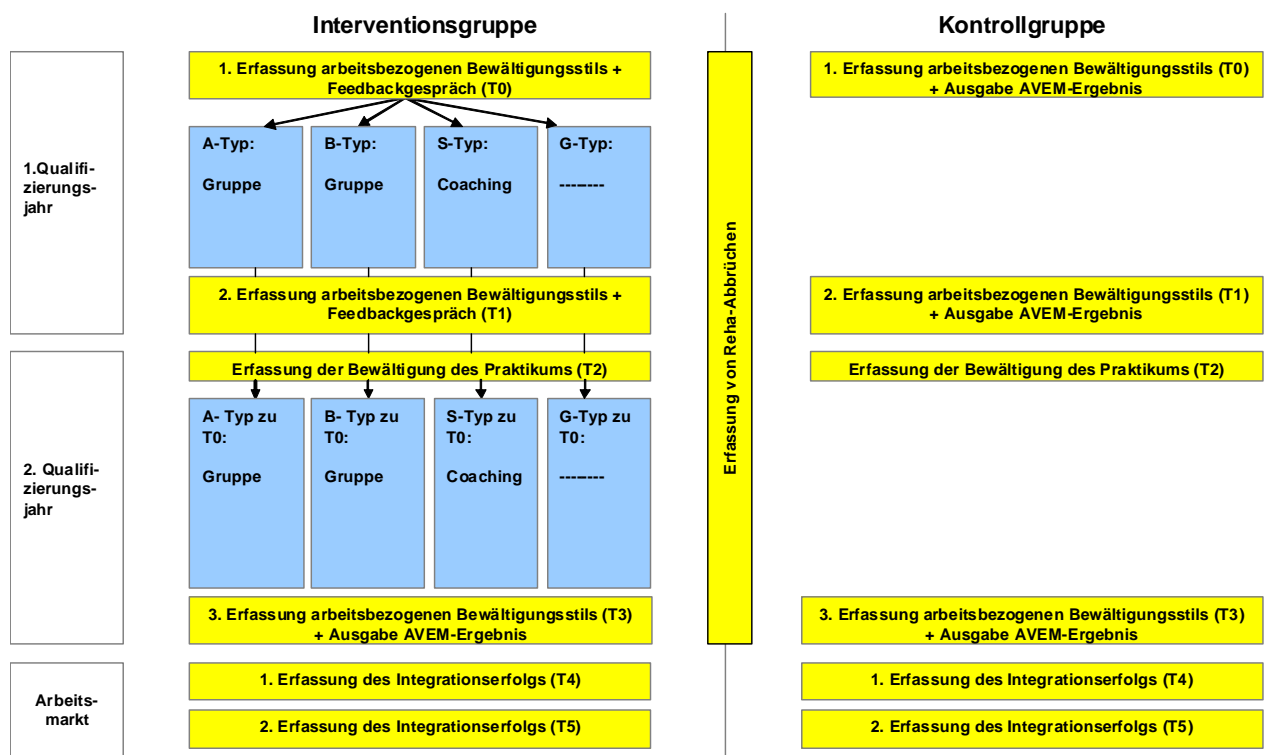 Interventionsgruppe
Kontrollgruppe
1.Qualifi-
zierungs-
jahr
1. Erfassung arbeitsbezogenen Bewältigungsstils +
Feedbackgespräch (T0)
A-Typ:
Gruppe
B-Typ:
Gruppe
S-Typ:
Coaching
G-Typ:
--------
2. Erfassung arbeitsbezogenen Bewältigungsstils +
Feedbackgespräch (T1)
2. Qualifi-
zierungs-
jahr
Erfassung der Bewältigung des Praktikums (T2)
A- Typ zu
T0:
Gruppe
B- Typ zu
T0:
Gruppe
S-Typ zu
T0:
Coaching
G-Typ zu
T0:
--------
3. Erfassung arbeitsbezogenen Bewältigungsstils (T3)
+ Ausgabe AVEM-Ergebnis
Arbeits-
markt
1. Erfassung des Integrationserfolgs (T4)
2. Erfassung des Integrationserfolgs (T5)
Erfassung von Reha-Abbrüchen
1. Erfassung arbeitsbezogenen Bewältigungsstils (T0)
+ Ausgabe AVEM-Ergebnis
2. Erfassung arbeitsbezogenen Bewältigungsstils (T1)
+ Ausgabe AVEM-Ergebnis
Erfassung der Bewältigung des Praktikums (T2)
3. Erfassung arbeitsbezogenen Bewältigungsstils (T3)
+ Ausgabe AVEM-Ergebnis
1. Erfassung des Integrationserfolgs (T4)
2. Erfassung des Integrationserfolgs (T5)